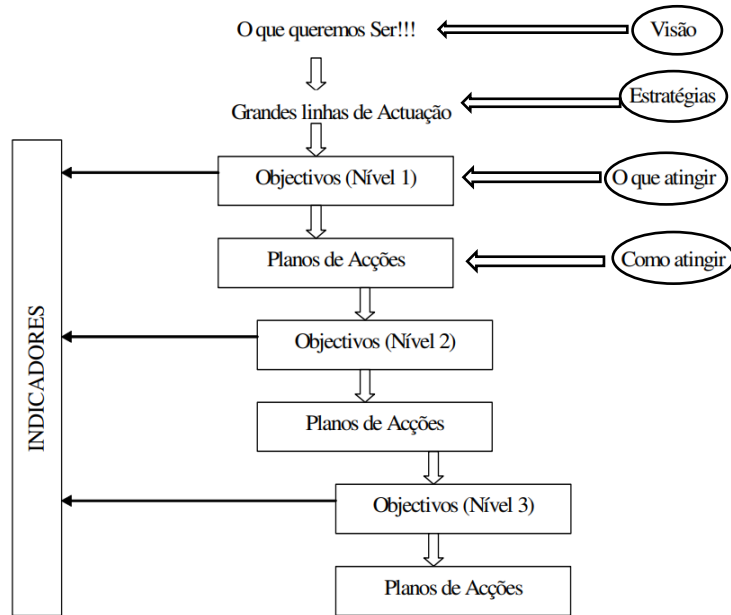 O que queremos Ser!!!
Visão
Grandes linhas de Actuação
Estratégias
Objectivos (Nível 1)
O que atingir
Planos de Acções
Como atingir
INDICADORES
Objectivos (Nível 2)
Planos de Acções
Objectivos (Nível 3)
Planos de Acções